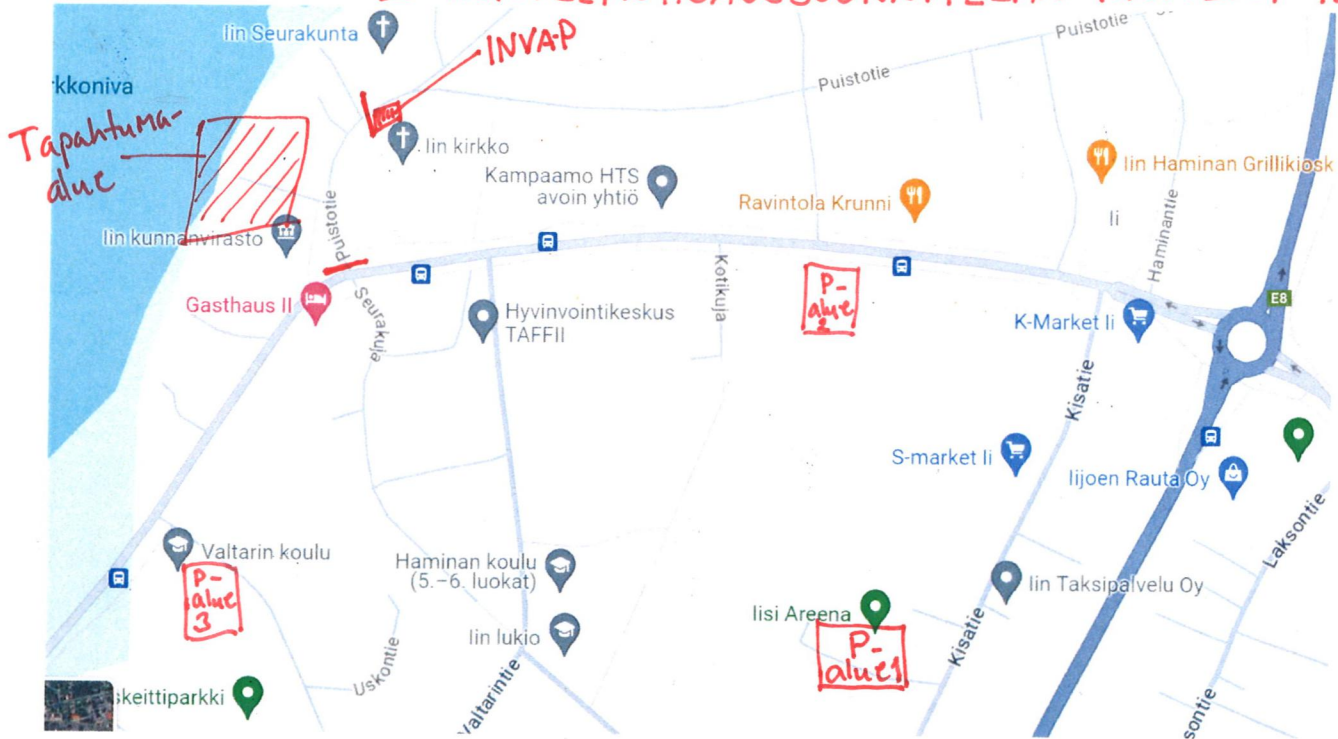 Iin Seurakunta
INVA-P
Puistotie
Puistotie
kkoniva
Tapahtuma-
alue
Iin kirkko
Iin Haminan Grillikiosk
Kampaamo HTS
avoin yhtiö
Ravintola Krunni
Ii
Haminantie
Iin kunnanvirasto
Puistotie
Kotikuja
P-
alue
2
E8
Gasthaus II
Seurakuja
Hyvinvointikeskus
TAFFII
K-Market Ii
Kisatie
S-market Ii
Iijoen Rauta Oy
Laksontie
Valtarin koulu
P-
alue
3
Haminan koulu
(5.–6. luokat)
Iin Taksipalvelu Oy
Iisi Areena
P-
alue1
Kisatie
Iin lukio
Uskontie
Valtarintie
skeittiparkki
sontie